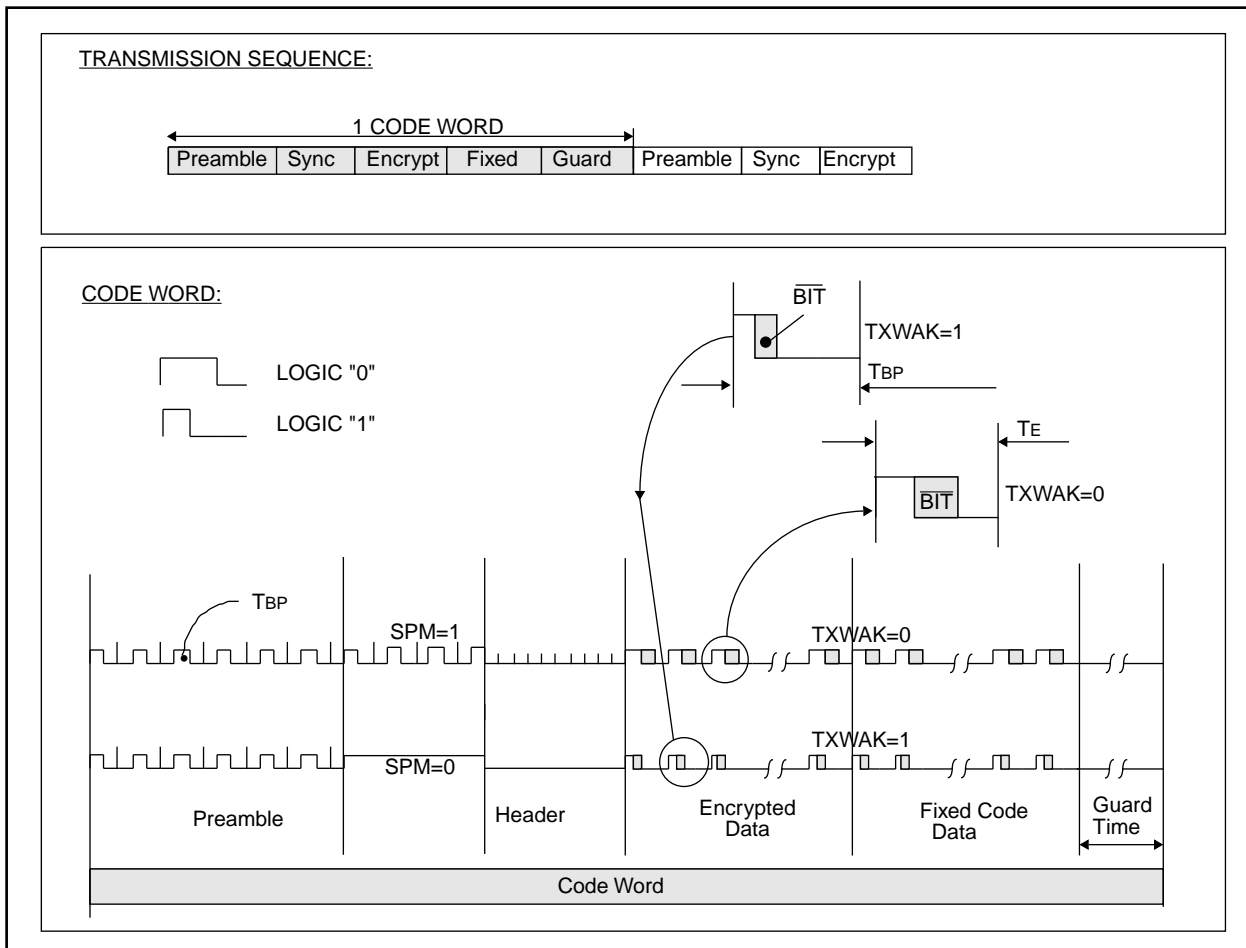 TRANSMISSION SEQUENCE:
1 CODE WORD
Preamble Sync Encrypt Fixed Guard Preamble Sync Encrypt
CODE WORD:
LOGIC "0"
LOGIC "1"
BIT
TXWAK=1
TBP
TE
BIT
TXWAK=0
TBP
SPM=1
TXWAK=0
SPM=0
TXWAK=1
Preamble
Header
Encrypted
Data
Fixed Code
Data
Guard
Time
Code Word